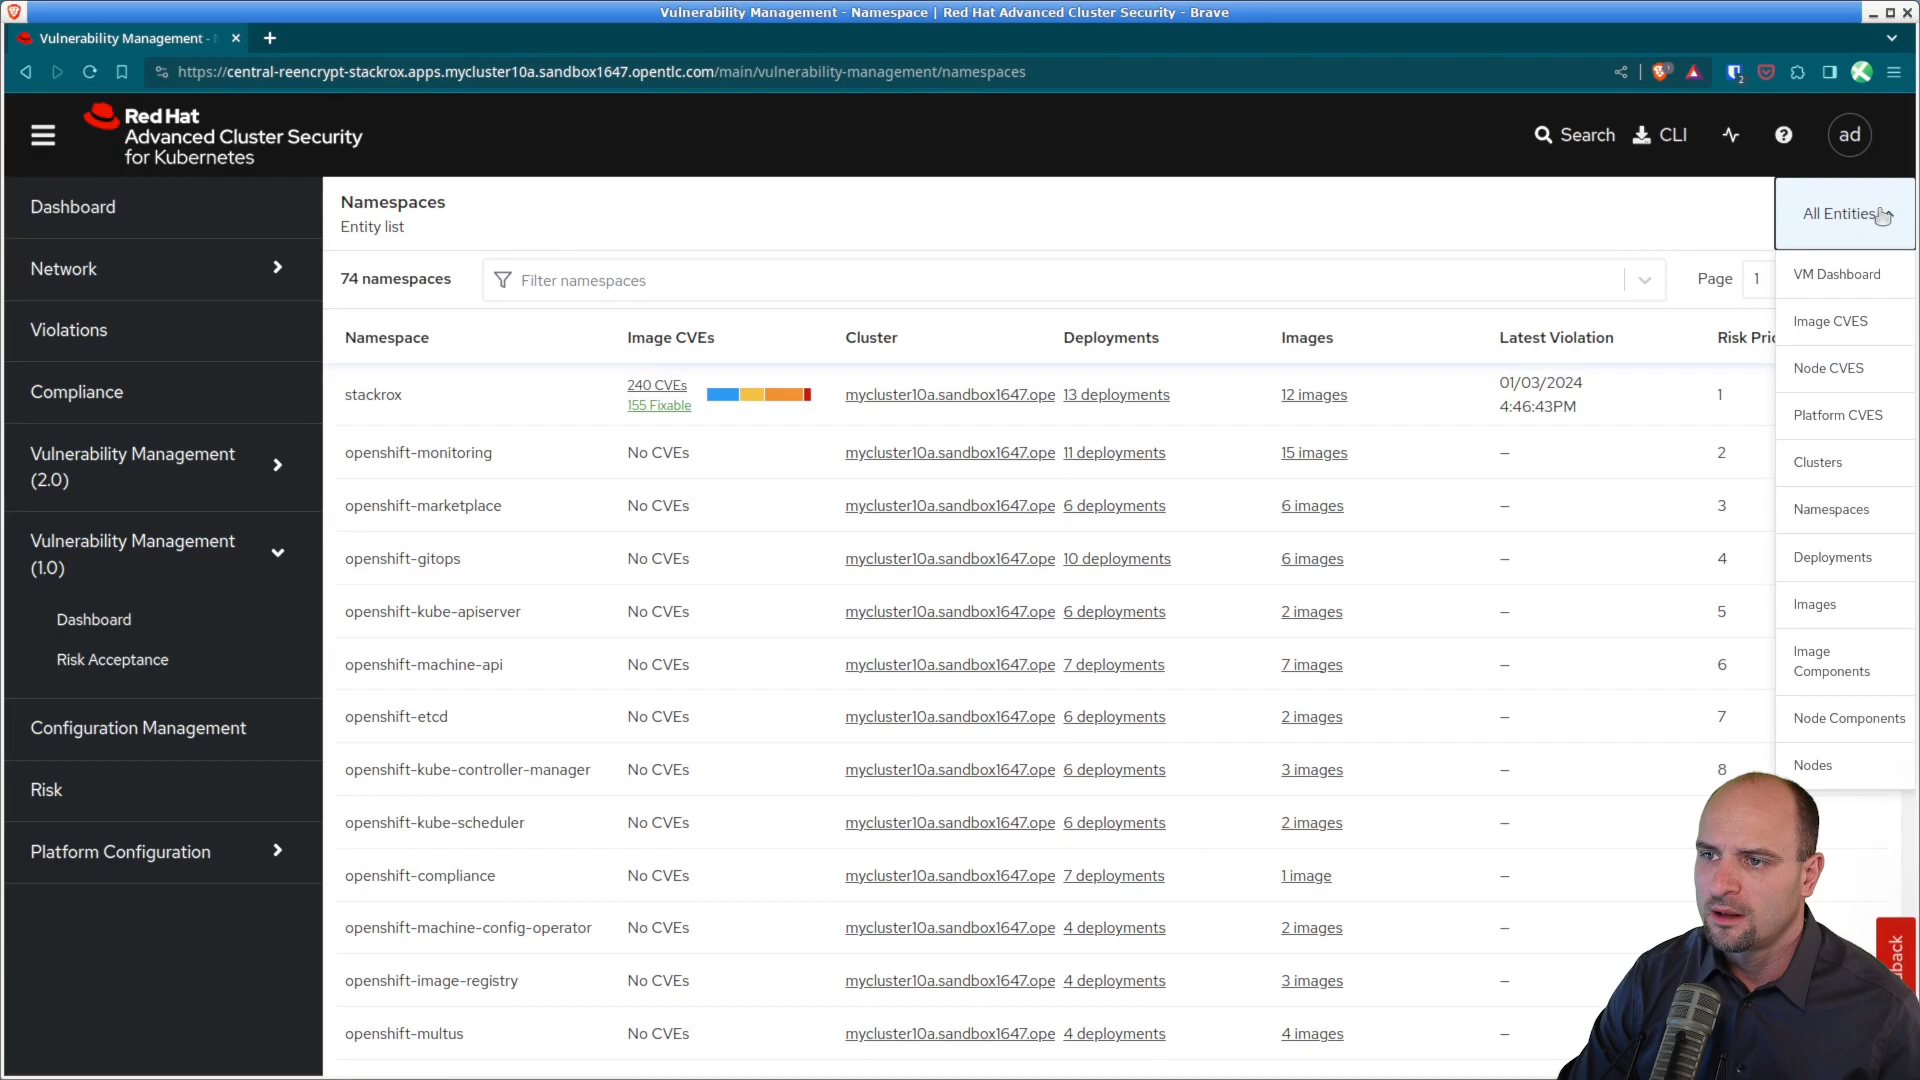 Vulnerability Management - Namespace | Red Hat Advanced Cluster Security - Brave
Vulnerability Management -
https://central-reencrypt-stackrox.apps.mycluster10a.sandbox1647.opentlc.com/main/vulnerability-management/namespaces
2
Red Hat
Advanced Cluster Security
for Kubernetes
Search
CLI
ad
Dashboard
Network
Violations
Compliance
Vulnerability Management
(2.0)
Vulnerability Management
(1.0)
Dashboard
Risk Acceptance
Configuration Management
Risk
Platform Configuration
Namespaces
Entity list
All Entities
74 namespaces
Filter namespaces
Page 1
Namespace Image CVEs Cluster Deployments Images Latest Violation Risk
stackrox 240 CVEs mycluster10a.sandbox1647.ope 13 deployments 12 images 01/03/2024 1
155 Fixable 4:46:43PM
openshift-monitoring No CVEs mycluster10a.sandbox1647.ope 11 deployments 15 images – 2
openshift-marketplace No CVEs mycluster10a.sandbox1647.ope 6 deployments 6 images – 3
openshift-gitops No CVEs mycluster10a.sandbox1647.ope 10 deployments 6 images – 4
openshift-kube-apiserver No CVEs mycluster10a.sandbox1647.ope 6 deployments 2 images – 5
openshift-machine-api No CVEs mycluster10a.sandbox1647.ope 7 deployments 7 images – 6
openshift-etcd No CVEs mycluster10a.sandbox1647.ope 6 deployments 2 images – 7
openshift-kube-controller-manager No CVEs mycluster10a.sandbox1647.ope 6 deployments 3 images – 8
openshift-kube-scheduler No CVEs mycluster10a.sandbox1647.ope 6 deployments 2 images –
openshift-compliance No CVEs mycluster10a.sandbox1647.ope 7 deployments 1 image –
openshift-machine-config-operator No CVEs mycluster10a.sandbox1647.ope 4 deployments 2 images –
openshift-image-registry No CVEs mycluster10a.sandbox1647.ope 4 deployments 3 images –
openshift-multus No CVEs mycluster10a.sandbox1647.ope 4 deployments 4 images –
VM Dashboard
Image CVES
Node CVES
Platform CVES
Clusters
Namespaces
Deployments
Images
Image
Components
Node Components
Nodes